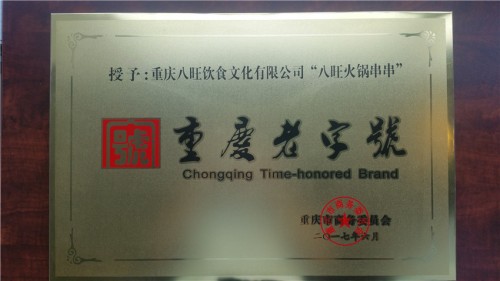 授予：重庆八旺饮食文化有限公司“八旺火锅串串”
重慶老字號
Chongqing Time-honored Brand
重庆市商务委员会
二〇一七年六月